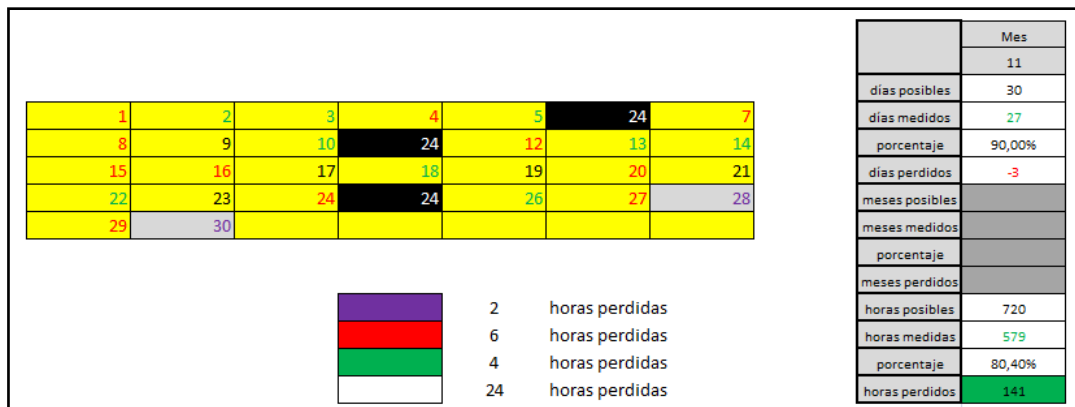 Mes
11
días posibles 30
días medidos 27
porcentaje 90,00%
días perdidos -3
meses posibles
meses medidos
porcentaje
meses perdidos
horas posibles 720
horas medidas 579
porcentaje 80,40%
horas perdidos 141
1 2 3 4 5 24 7
8 9 10 24 12 13 14
15 16 17 18 19 20 21
22 23 24 24 26 27 28
29 30
2 horas perdidas
6 horas perdidas
4 horas perdidas
24 horas perdidas